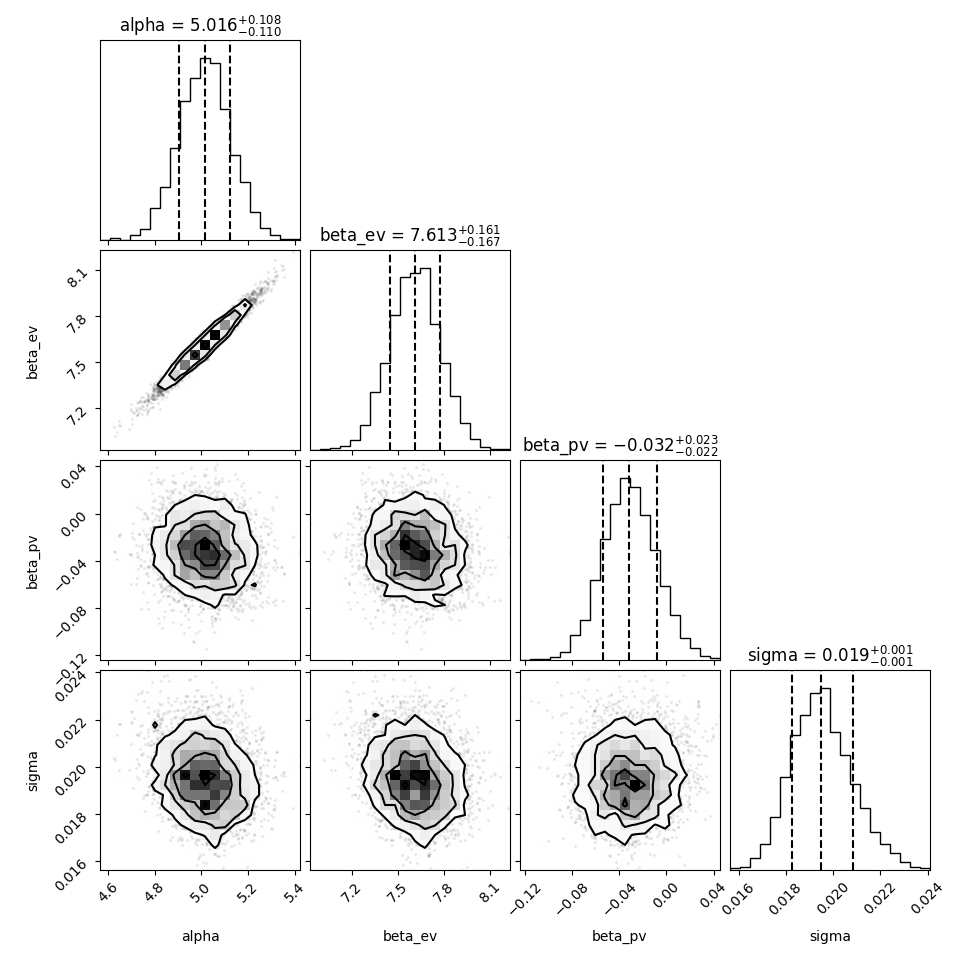 alpha = 5.016+0.108−0.110
beta_ev = 7.613+0.161−0.167
beta_ev
8.1
7.8
7.5
7.2
beta_pv = −0.032+0.023−0.022
beta_pv
0.04
0.00
−0.04
−0.08
−0.12
sigma = 0.019+0.001−0.001
sigma
0.024
0.022
0.020
0.018
0.016
4.6 4.8 5.0 5.2 5.4
7.2 7.5 7.8 8.1
−0.12 −0.08 −0.04 0.00 0.04
0.016 0.018 0.020 0.022 0.024
alpha
beta_ev
beta_pv
sigma